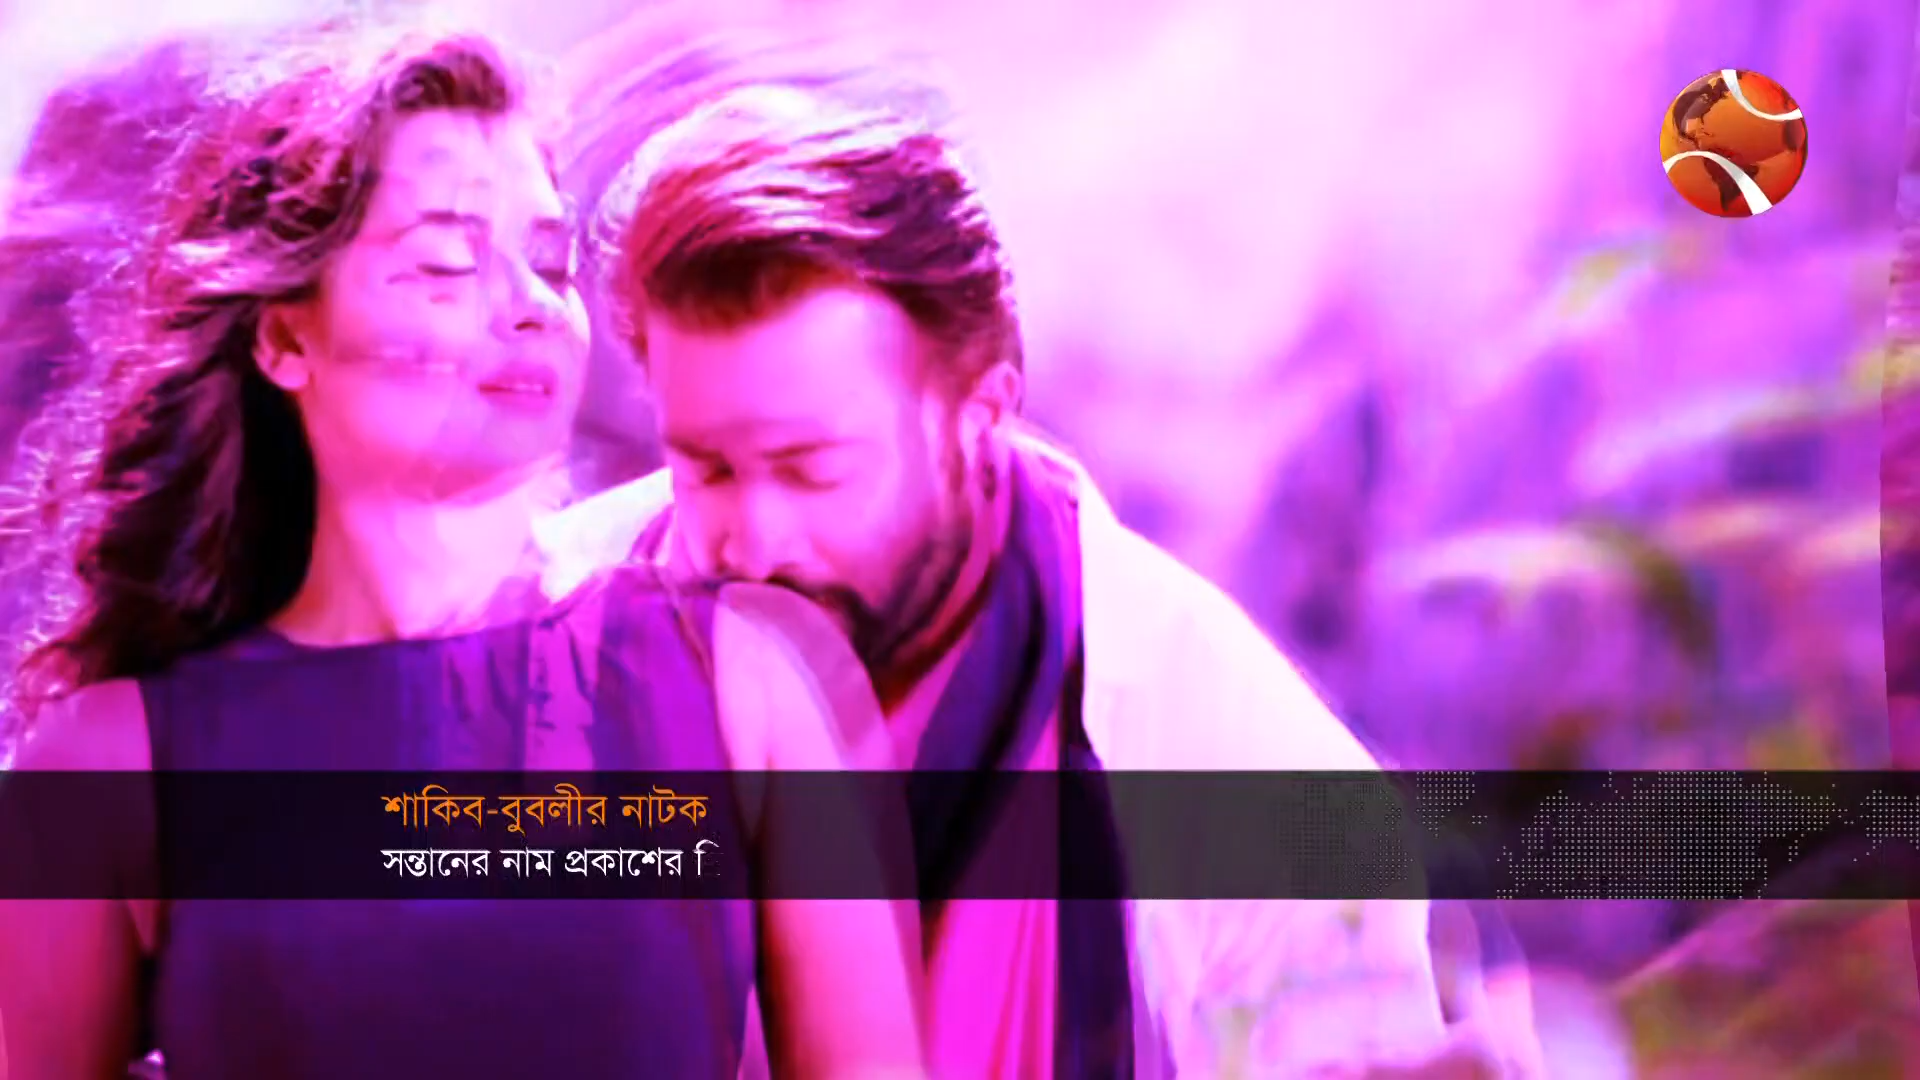 শাকিব-বুবলীর নাটক
সন্তানের নাম প্রকাশের